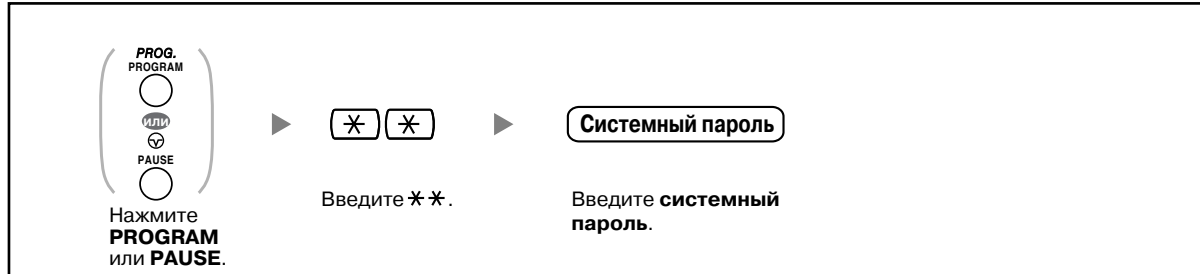 PROG.
PROGRAM
или
PAUSE
Нажмите
PROGRAM
или PAUSE.
✳ ✳
Введите ✳✳.
Системный пароль
Введите системный
пароль.